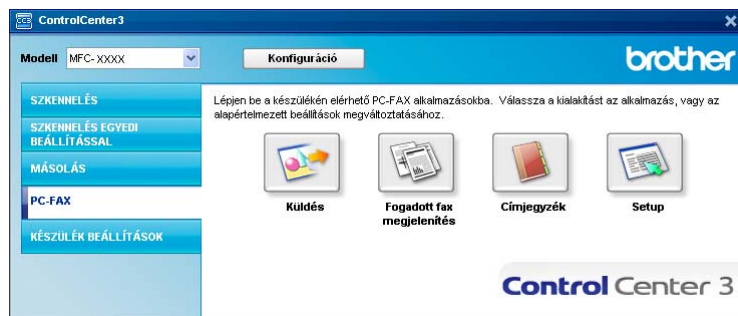 ControlCenter3
Modell MFC-XXXX Konfiguráció brother
SZKENNELÉS
SZKENNELÉS EGYEDI
BEÁLLÍTÁSSAL
MÁSOLÁS
PC-FAX
KÉSZÜLÉK BEÁLLÍTÁSOK
Lépjen be a készülékén elérhető PC-FAX alkalmazásokba. Válassza a kialakítást az alkalmazás, vagy az
alapértelmezett beállítások megváltoztatásához.
Küldés
Fogadott fax
megjelenítés
Címjegyzék
Setup
Control Center 3